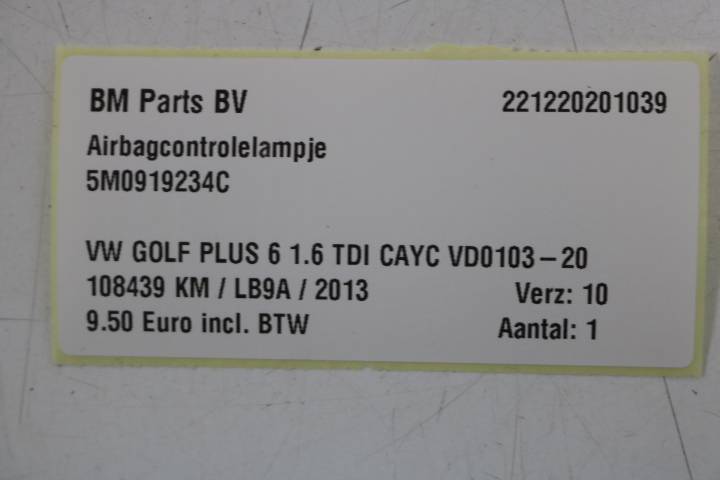 BM Parts BV 221220201039
Airbagcontrolelampje
5M0919234C
VW GOLF PLUS 6 1.6 TDI CAYC VD0103-20
108439 KM / LB9A / 2013 Verz: 10
9.50 Euro incl. BTW Aantal: 1